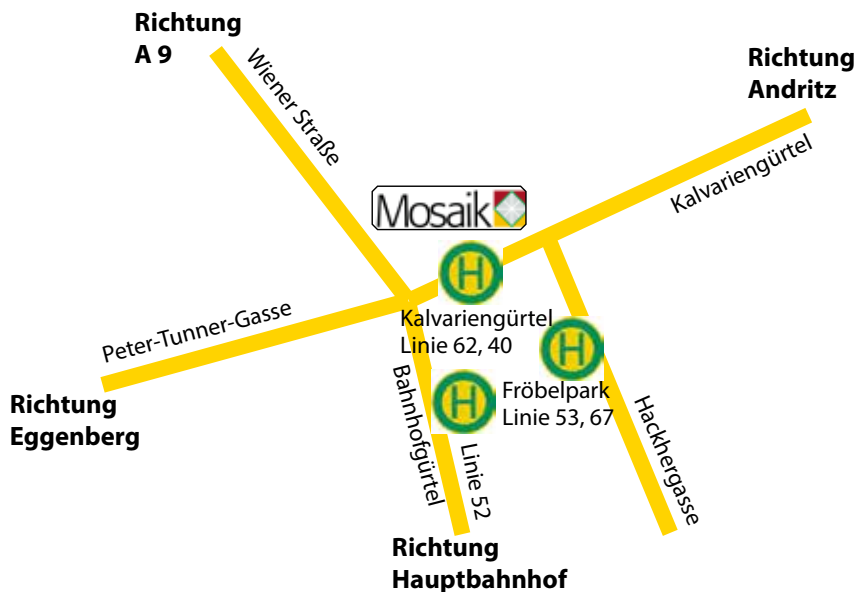 Richtung
A 9
Wiener Straße
Richtung
Andritz
Kalvariengürtel
Mosaik
H
Peter-Tunner-Gasse
Kalvariengürtel
Linie 62, 40
H
Richtung
Eggenberg
Bahnhofgürtel
H
Linie 52
Fröbelpark
Linie 53, 67
Hackhergasse
Richtung
Hauptbahnhof